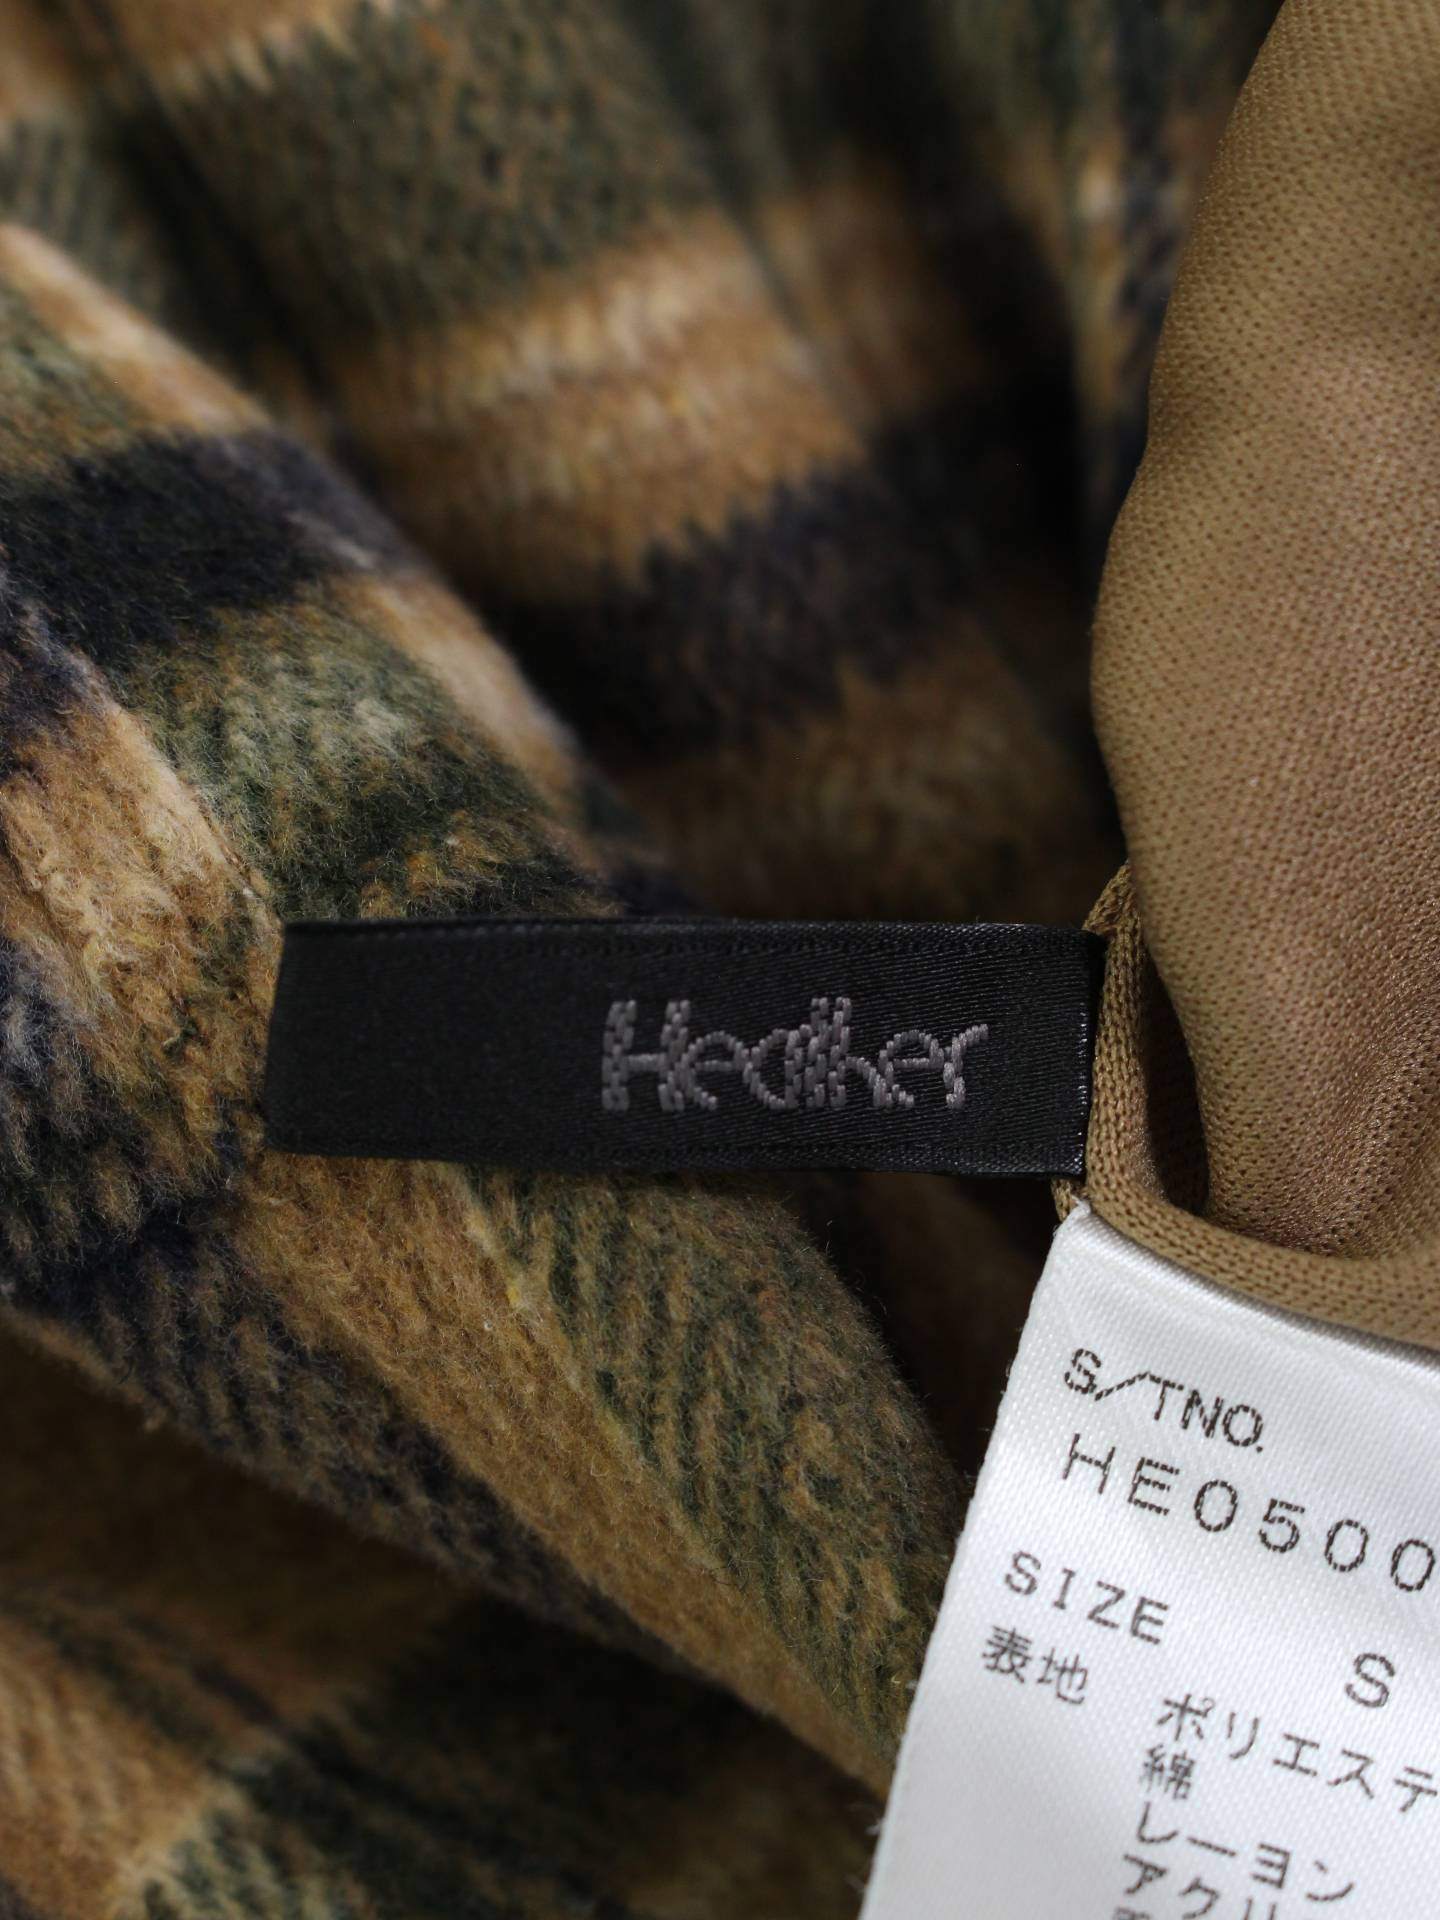 Heather
S/TNO.
HE0500
SIZE
S
表地
ポリエステ
綿
レーヨン
アクリ